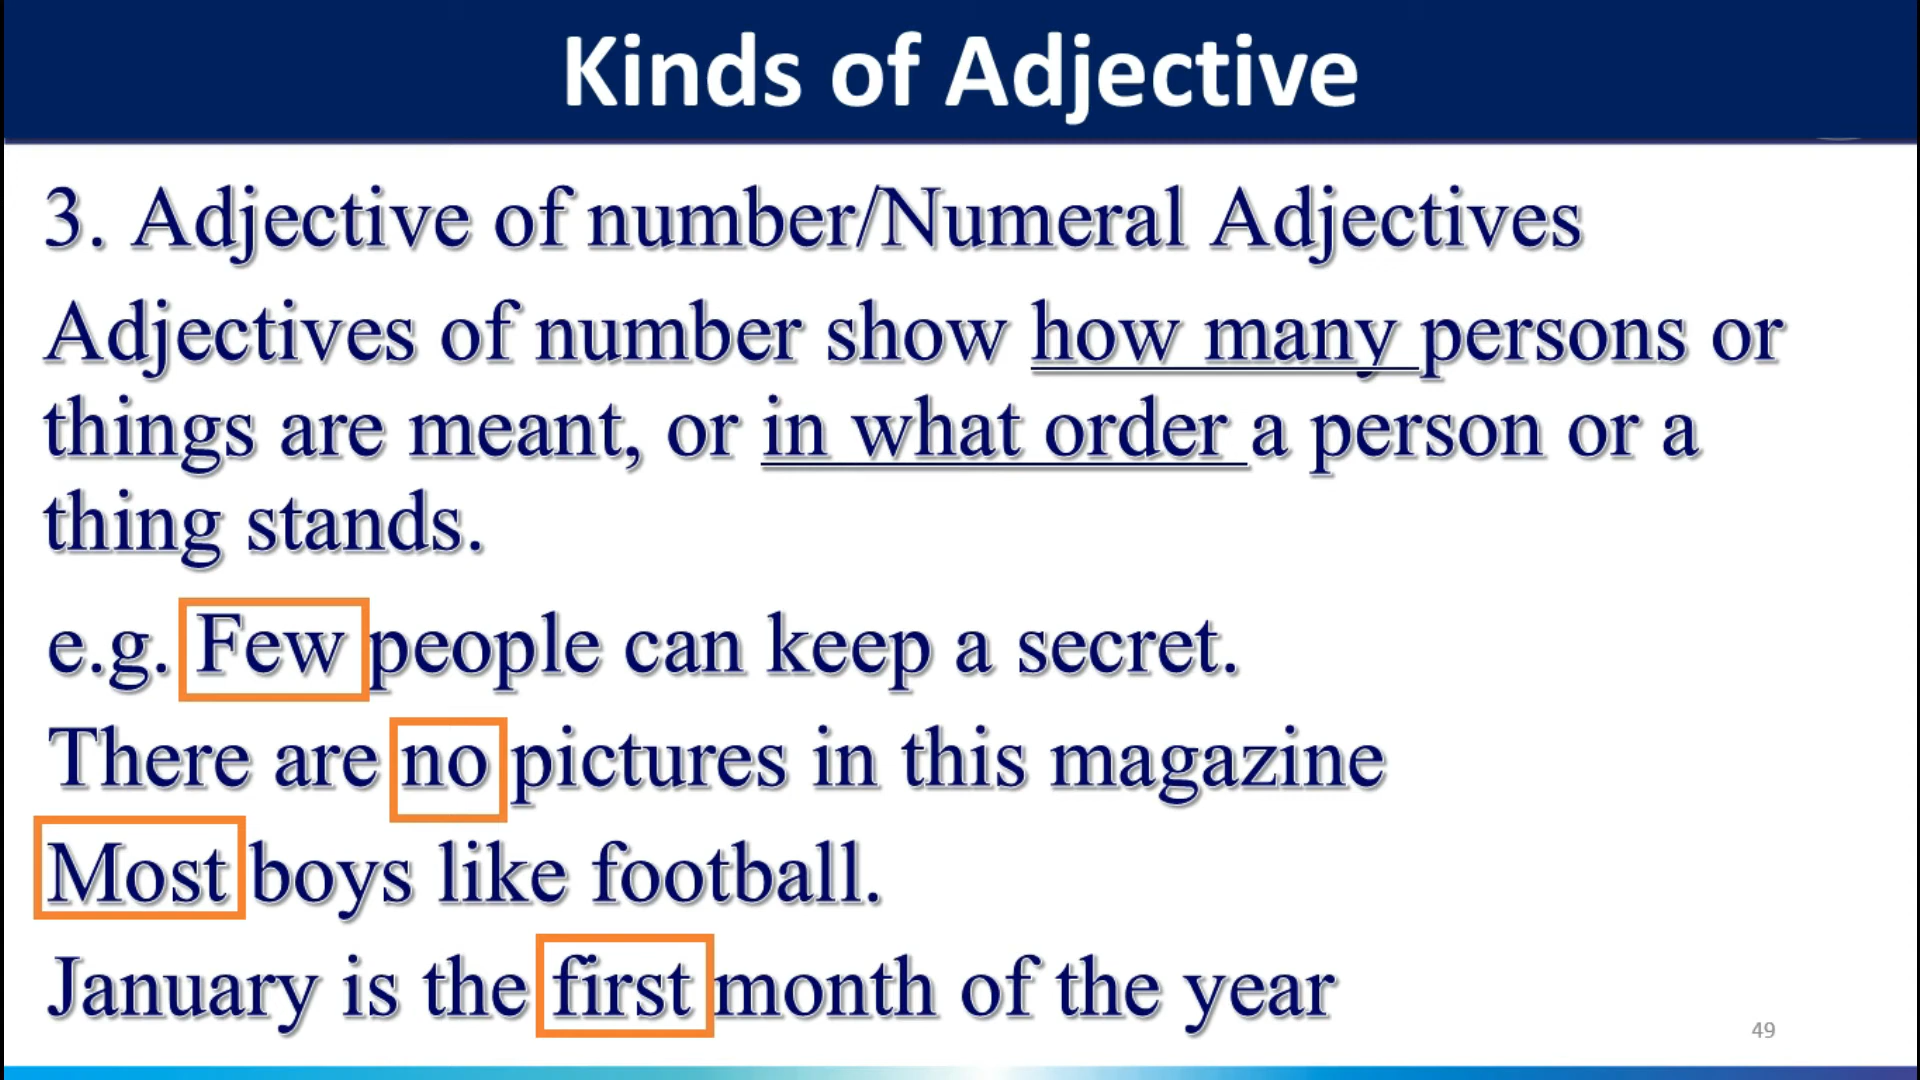 Kinds of Adjective
3. Adjective of number/Numeral Adjectives
Adjectives of number show how many persons or
things are meant, or in what order a person or a
thing stands.
e.g. Few people can keep a secret.
There are no pictures in this magazine
Most boys like football.
January is the first month of the year
49